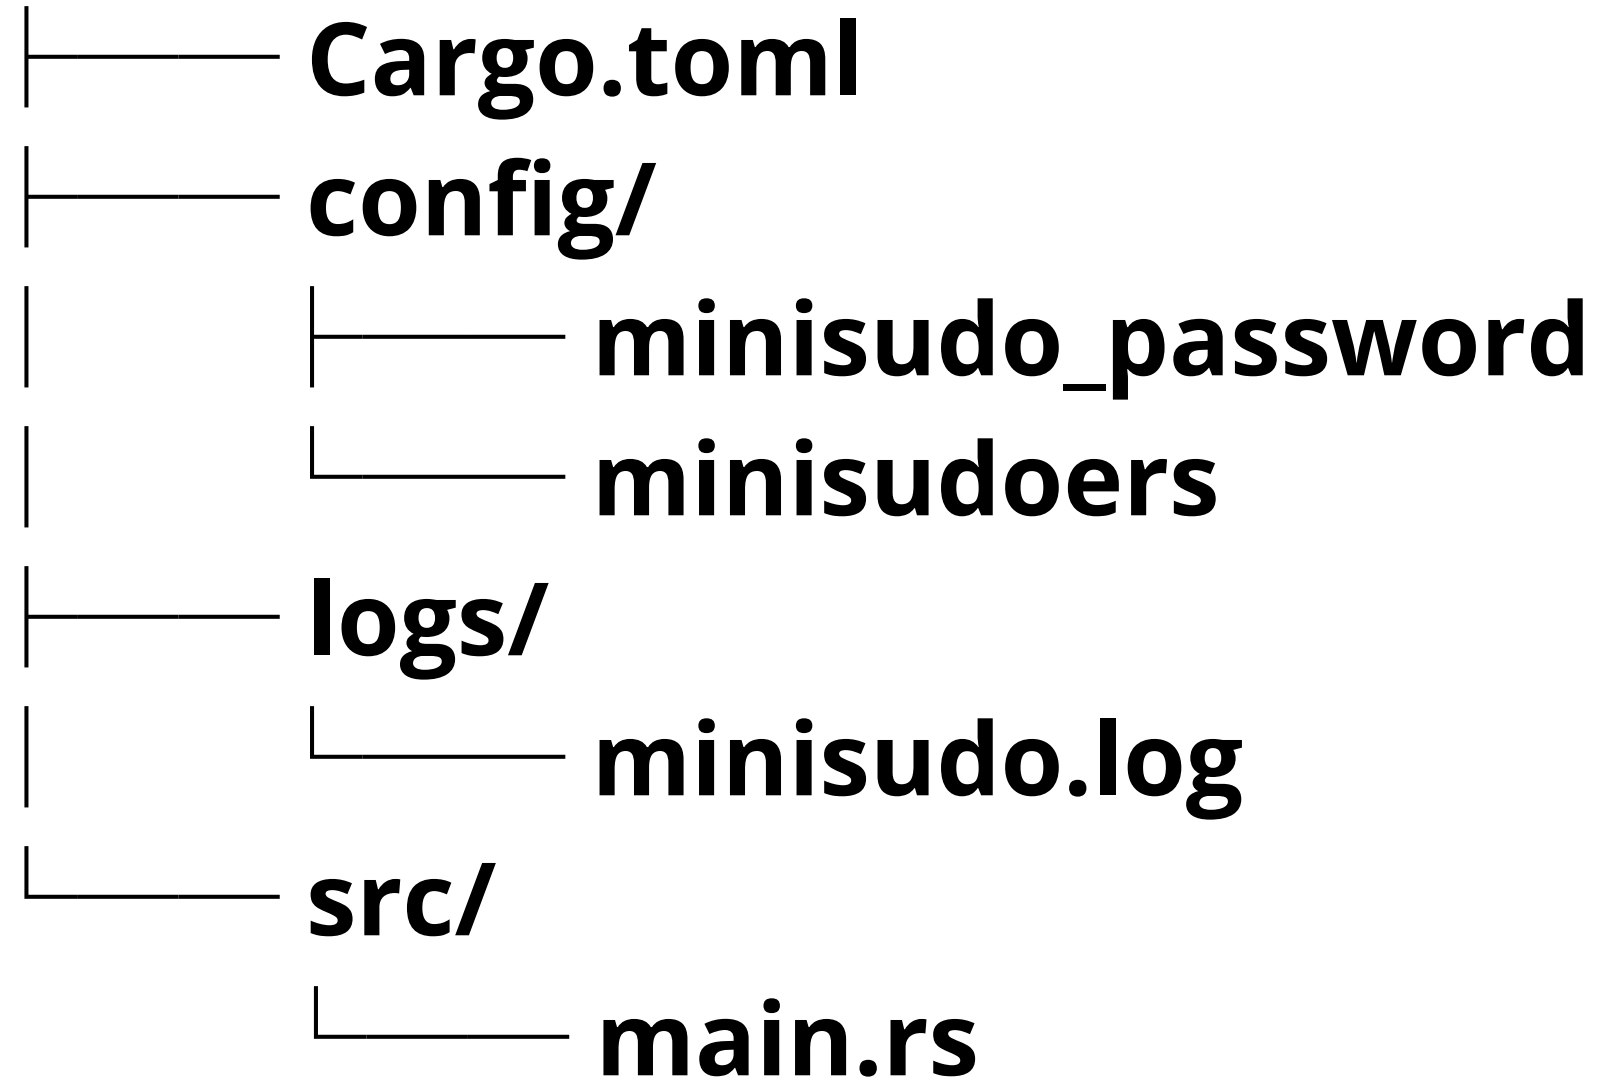 ├── Cargo.toml
├── config/
│   ├── minisudo_password
│   └── minisudoers
├── logs/
│   └── minisudo.log
└── src/
    └── main.rs